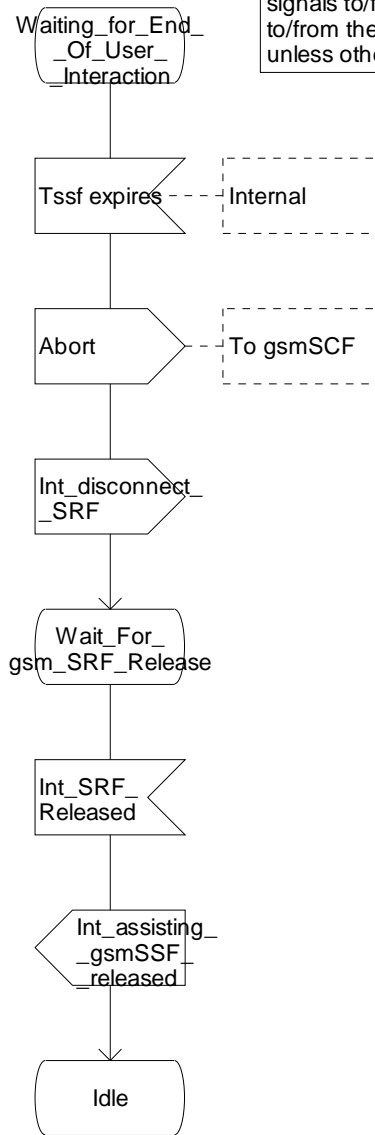 signals to/f
to/from the
unless othe
Waiting_for_End_
_Of_User_
_Interaction
Tssf expires
Internal
Abort
To gsmSCF
Int_disconnect_
_SRF
Wait_For_
gsm_SRF_Release
Int_SRF_
Released
Int_assisting_
_gsmSSF_
_released
Idle